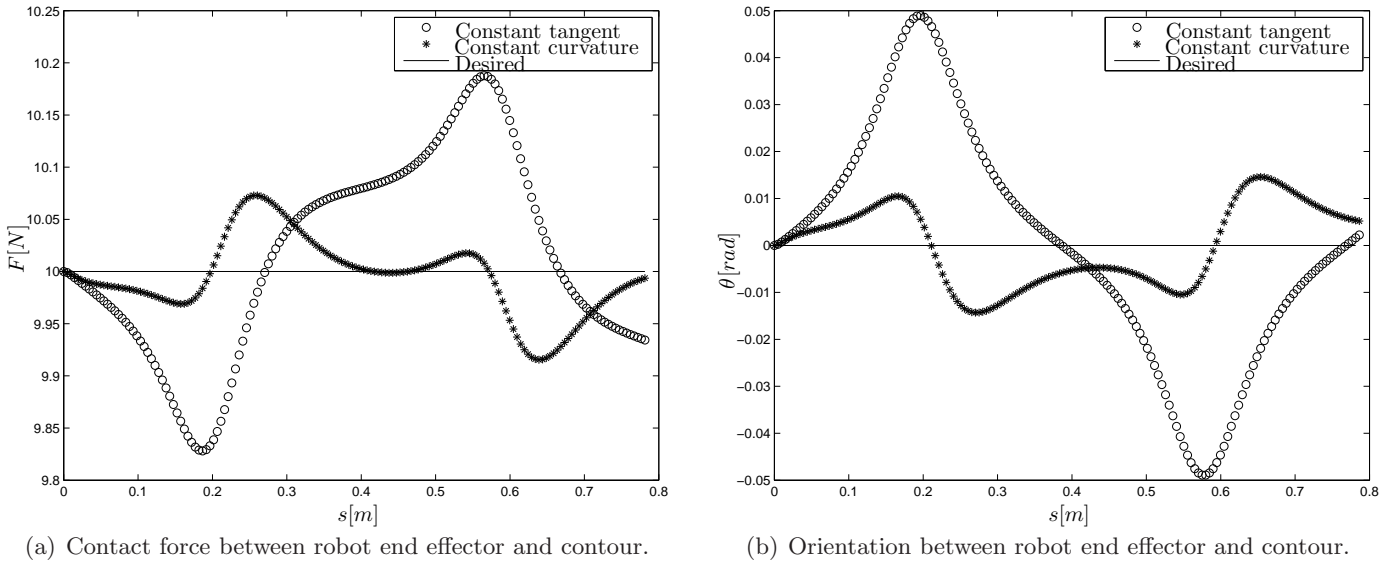 10.25
10.2
10.15
10.1
10.05
10
9.95
9.9
9.85
9.8
F[N]
0 0.1 0.2 0.3 0.4 0.5 0.6 0.7 0.8
s[m]
Constant tangent
Constant curvature
Desired
(a) Contact force between robot end effector and contour.
0.05
0.04
0.03
0.02
0.01
0
−0.01
−0.02
−0.03
−0.04
−0.05
θ[rad]
0 0.1 0.2 0.3 0.4 0.5 0.6 0.7 0.8
s[m]
Constant tangent
Constant curvature
Desired
(b) Orientation between robot end effector and contour.